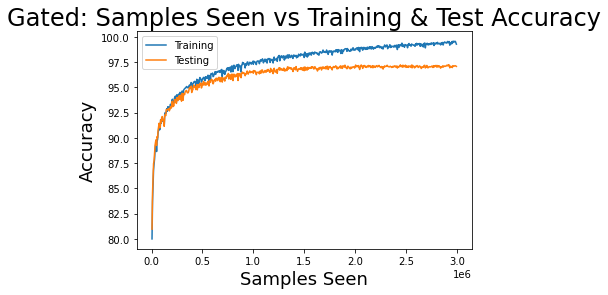 Gated: Samples Seen vs Training & Test Accuracy
100.0
97.5
95.0
92.5
90.0
87.5
85.0
82.5
80.0
Accuracy
Training
Testing
0.0 0.5 1.0 1.5 2.0 2.5 3.0
1e6
Samples Seen